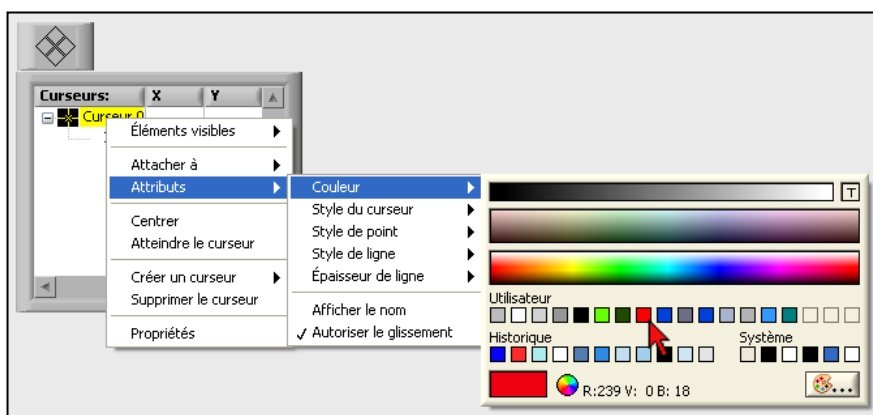 Curseurs: X Y
Curseur 0
Éléments visibles
Attacher à
Attributs
Centrer
Atteindre le curseur
Créer un curseur
Supprimer le curseur
Propriétés
Couleur
Style du curseur
Style de point
Style de ligne
Épaisseur de ligne
Afficher le nom
Autoriser le glissement
T
Utilisateur
Historique Système
R:239 V: 0 B: 18
...